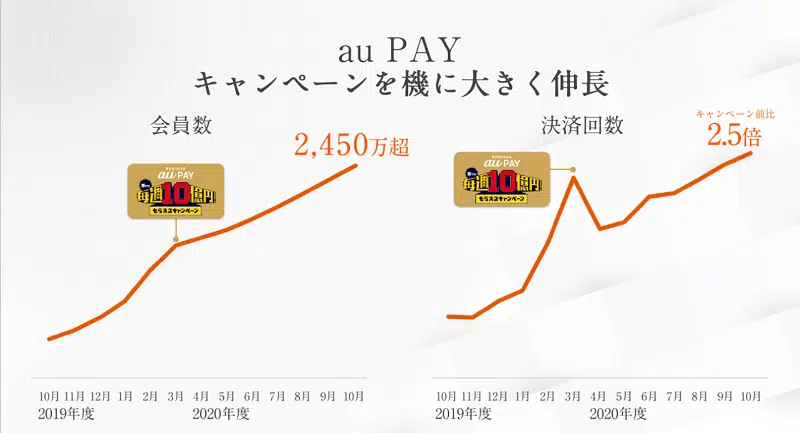 au PAY
キャンペーンを機に大きく伸長
会員数
2,450万超
au PAY
毎週10億円!
もらえるキャンペーン
10月 11月 12月 1月 2月 3月 4月 5月 6月 7月 8月 9月 10月
2019年度 2020年度
決済回数
キャンペーン前比
2.5倍
au PAY
毎週10億円!
もらえるキャンペーン
10月 11月 12月 1月 2月 3月 4月 5月 6月 7月 8月 9月 10月
2019年度 2020年度